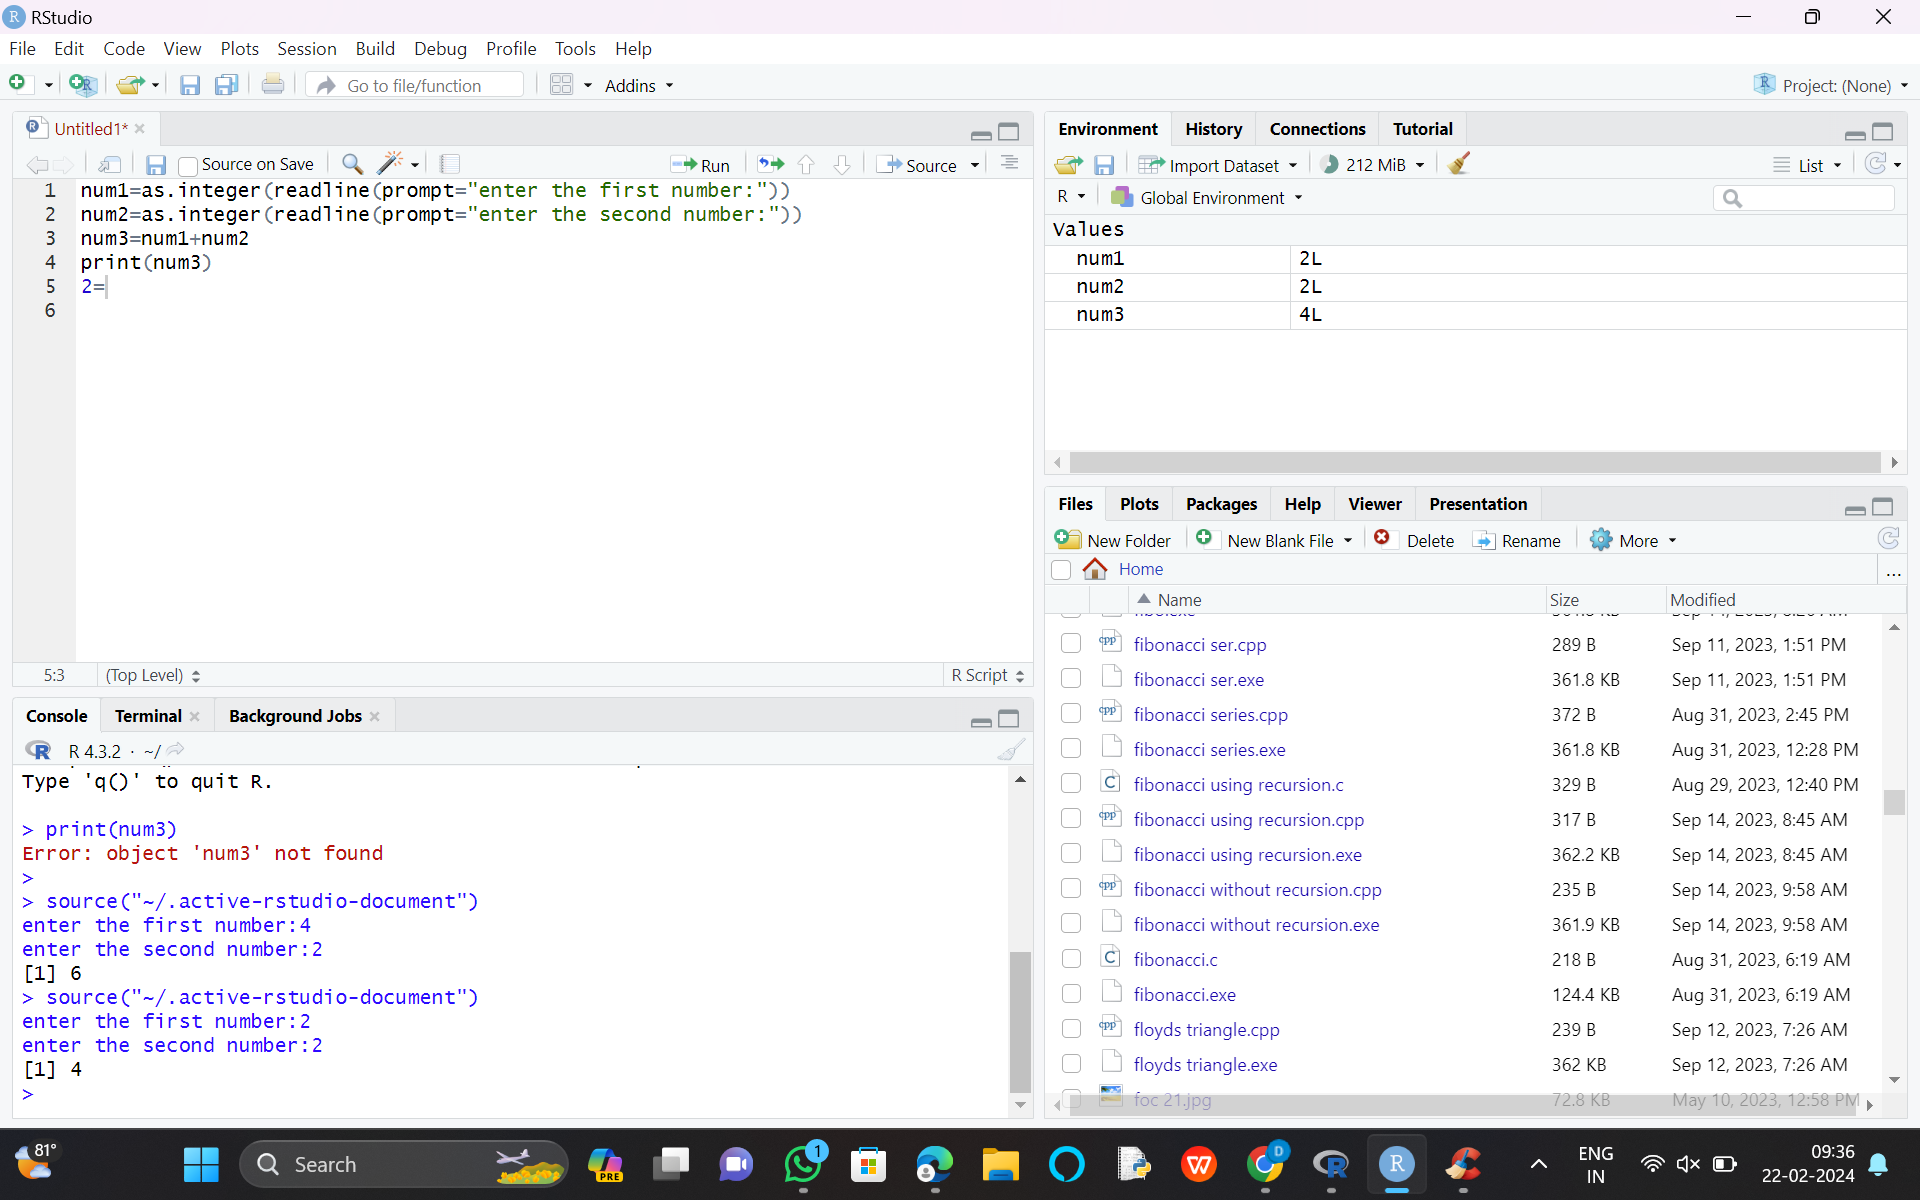 RStudio
File Edit Code View Plots Session Build Debug Profile Tools Help
Go to file/function Addins Project: (None)
Untitled1*
Source on Save Run Source
1 num1=as.integer(readline(prompt="enter the first number:"))
2 num2=as.integer(readline(prompt="enter the second number:"))
3 num3=num1+num2
4 print(num3)
5 2=
6
5:3 (Top Level) R Script
Console Terminal Background Jobs
R 4.3.2 · ~/
Type 'q()' to quit R.
> print(num3)
Error: object 'num3' not found
>
> source("~/.active-rstudio-document")
enter the first number:4
enter the second number:2
[1] 6
> source("~/.active-rstudio-document")
enter the first number:2
enter the second number:2
[1] 4
>
Environment History Connections Tutorial
Import Dataset 212 MiB List
R Global Environment
Values
num1 2L
num2 2L
num3 4L
Files Plots Packages Help Viewer Presentation
New Folder New Blank File Delete Rename More
Home ...
Name Size Modified
fibonacci ser.cpp 289 B Sep 11, 2023, 1:51 PM
fibonacci ser.exe 361.8 KB Sep 11, 2023, 1:51 PM
fibonacci series.cpp 372 B Aug 31, 2023, 2:45 PM
fibonacci series.exe 361.8 KB Aug 31, 2023, 12:28 PM
fibonacci using recursion.c 329 B Aug 29, 2023, 12:40 PM
fibonacci using recursion.cpp 317 B Sep 14, 2023, 8:45 AM
fibonacci using recursion.exe 362.2 KB Sep 14, 2023, 8:45 AM
fibonacci without recursion.cpp 235 B Sep 14, 2023, 9:58 AM
fibonacci without recursion.exe 361.9 KB Sep 14, 2023, 9:58 AM
fibonacci.c 218 B Aug 31, 2023, 6:19 AM
fibonacci.exe 124.4 KB Aug 31, 2023, 6:19 AM
floyds triangle.cpp 239 B Sep 12, 2023, 7:26 AM
floyds triangle.exe 362 KB Sep 12, 2023, 7:26 AM
foc 21.jpg 72.8 KB May 10, 2023, 12:58 PM
81° Search PRE 1 D ENG 09:36
IN 22-02-2024